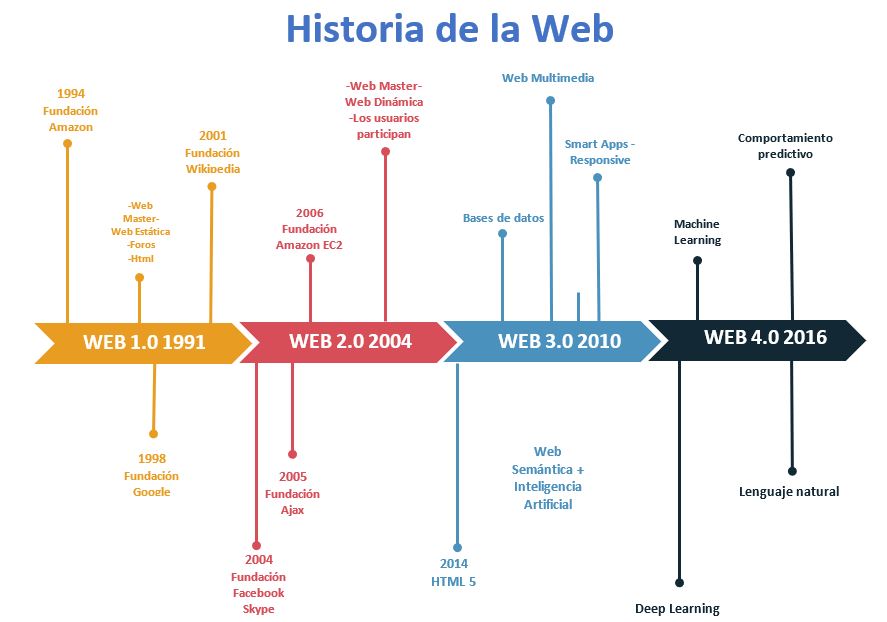 Historia de la Web
1994
Fundación
Amazon
-Web
Master-
Web Estática
-Foros
-Html
2001
Fundación
Wikipedia
2006
Fundación
Amazon EC2
-Web Master-
Web Dinámica
-Los usuarios
participan
Bases de datos
Web Multimedia
Smart Apps -
Responsive
Machine
Learning
Comportamiento
predictivo
WEB 1.0 1991
WEB 2.0 2004
WEB 3.0 2010
WEB 4.0 2016
1998
Fundación
Google
2004
Fundación
Facebook
Skype
2005
Fundación
Ajax
2014
HTML 5
Web
Semántica +
Inteligencia
Artificial
Deep Learning
Lenguaje natural